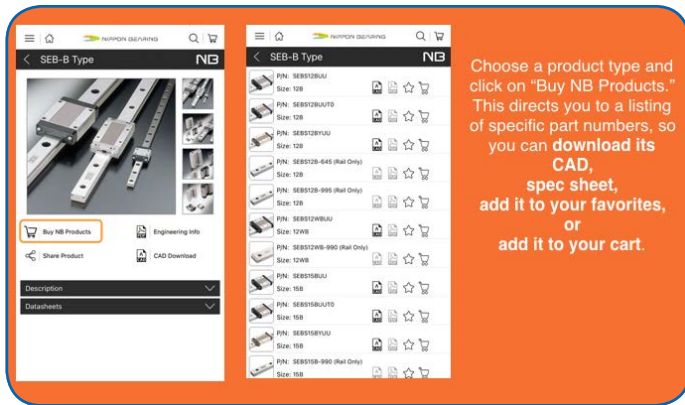 NIPPON BEARING
SEB-B Type
NB
Buy NB Products
Engineering Info
Share Product
CAD Download
Description
Datasheets
NIPPON BEARING
SEB-B Type
NB
P/N: SEBS12BUU
Size: 12B
P/N: SEBS12BUUT0
Size: 12B
P/N: SEBS12BYUU
Size: 12B
P/N: SEBS12B-645 (Rail Only)
Size: 12B
P/N: SEBS12B-995 (Rail Only)
Size: 12B
P/N: SEBS12WBUU
Size: 12WB
P/N: SEBS12WB-990 (Rail Only)
Size: 12WB
P/N: SEBS15BUU
Size: 15B
P/N: SEBS15BUUT0
Size: 15B
P/N: SEBS15BYUU
Size: 15B
P/N: SEBS15B-990 (Rail Only)
Size: 15B
Choose a product type and
click on “Buy NB Products.”
This directs you to a listing
of specific part numbers, so
you can download its
CAD,
spec sheet,
add it to your favorites,
or
add it to your cart.